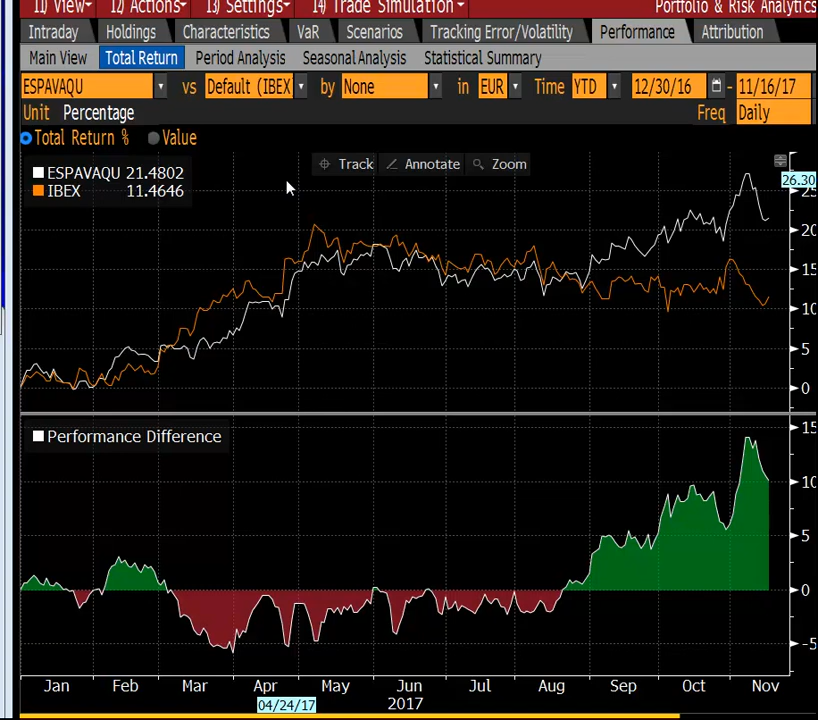 11) View 12) Actions 13) Settings 14) Trade Simulation Portfolio & Risk Analytics
Intraday Holdings Characteristics VaR Scenarios Tracking Error/Volatility Performance Attribution
Main View Total Return Period Analysis Seasonal Analysis Statistical Summary
ESPAVAQU vs Default (IBEX by None in EUR Time YTD 12/30/16 - 11/16/17
Unit Percentage Freq Daily
Total Return % Value
Track Annotate Zoom
ESPAVAQU 21.4802
IBEX 11.4646
26.30
20
15
10
5
0
Performance Difference
15
10
5
0
-5
Jan Feb Mar Apr May Jun Jul Aug Sep Oct Nov
04/24/17 2017